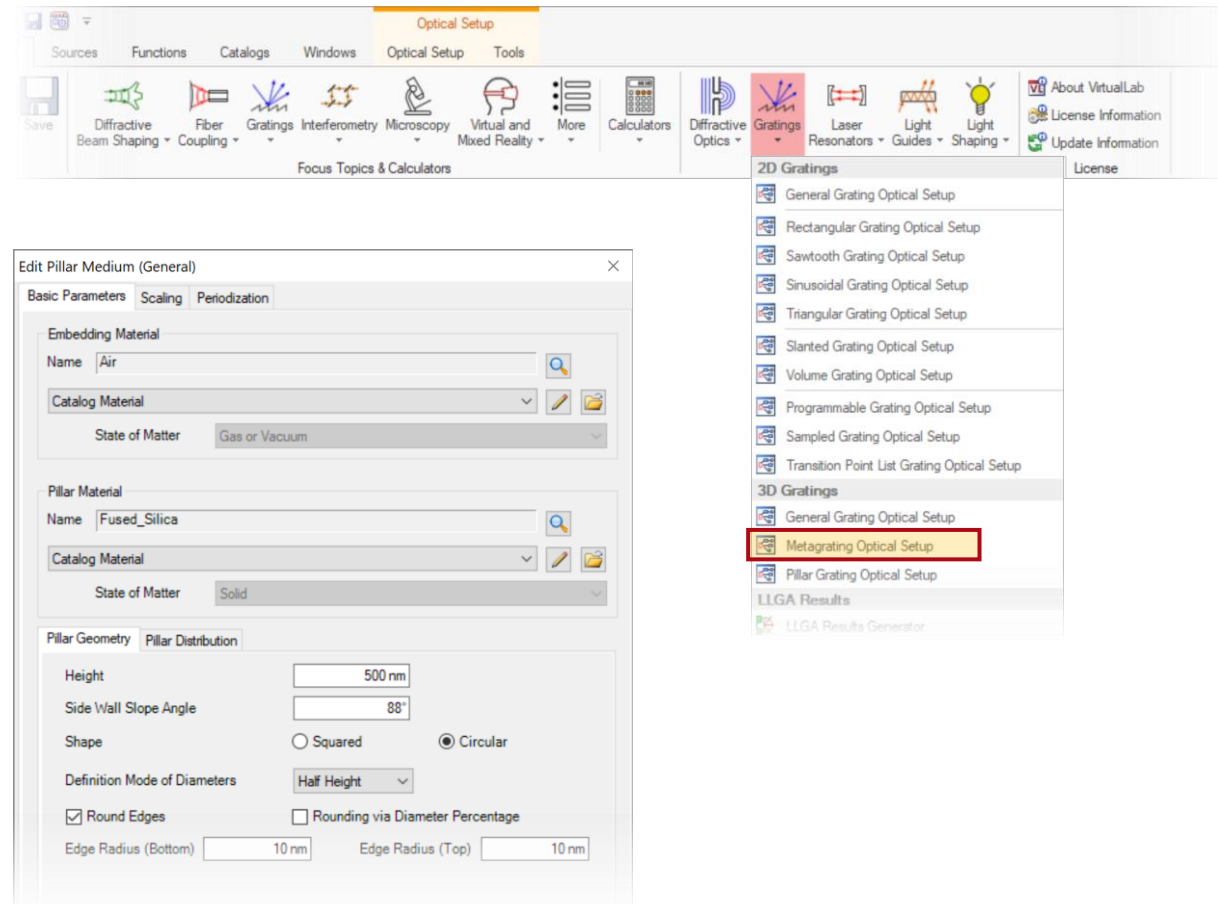 Optical Setup
Sources Functions Catalogs Windows Optical Setup Tools
Save
Diffractive Beam Shaping
Fiber Coupling
Gratings
Interferometry
Microscopy
Virtual and Mixed Reality
More
Calculators
Diffractive Optics
Gratings
Laser Resonators
Light Guides
Light Shaping
About VirtualLab
License Information
Update Information
Focus Topics & Calculators
License
2D Gratings
General Grating Optical Setup
Rectangular Grating Optical Setup
Sawtooth Grating Optical Setup
Sinusoidal Grating Optical Setup
Triangular Grating Optical Setup
Slanted Grating Optical Setup
Volume Grating Optical Setup
Programmable Grating Optical Setup
Sampled Grating Optical Setup
Transition Point List Grating Optical Setup
3D Gratings
General Grating Optical Setup
Metagrating Optical Setup
Pillar Grating Optical Setup
LLGA Results
LLGA Results Generator
Edit Pillar Medium (General)
Basic Parameters Scaling Periodization
Embedding Material
Name Air
Catalog Material
State of Matter Gas or Vacuum
Pillar Material
Name Fused_Silica
Catalog Material
State of Matter Solid
Pillar Geometry Pillar Distribution
Height 500 nm
Side Wall Slope Angle 88°
Shape Squared Circular
Definition Mode of Diameters Half Height
Round Edges Rounding via Diameter Percentage
Edge Radius (Bottom) 10 nm Edge Radius (Top) 10 nm